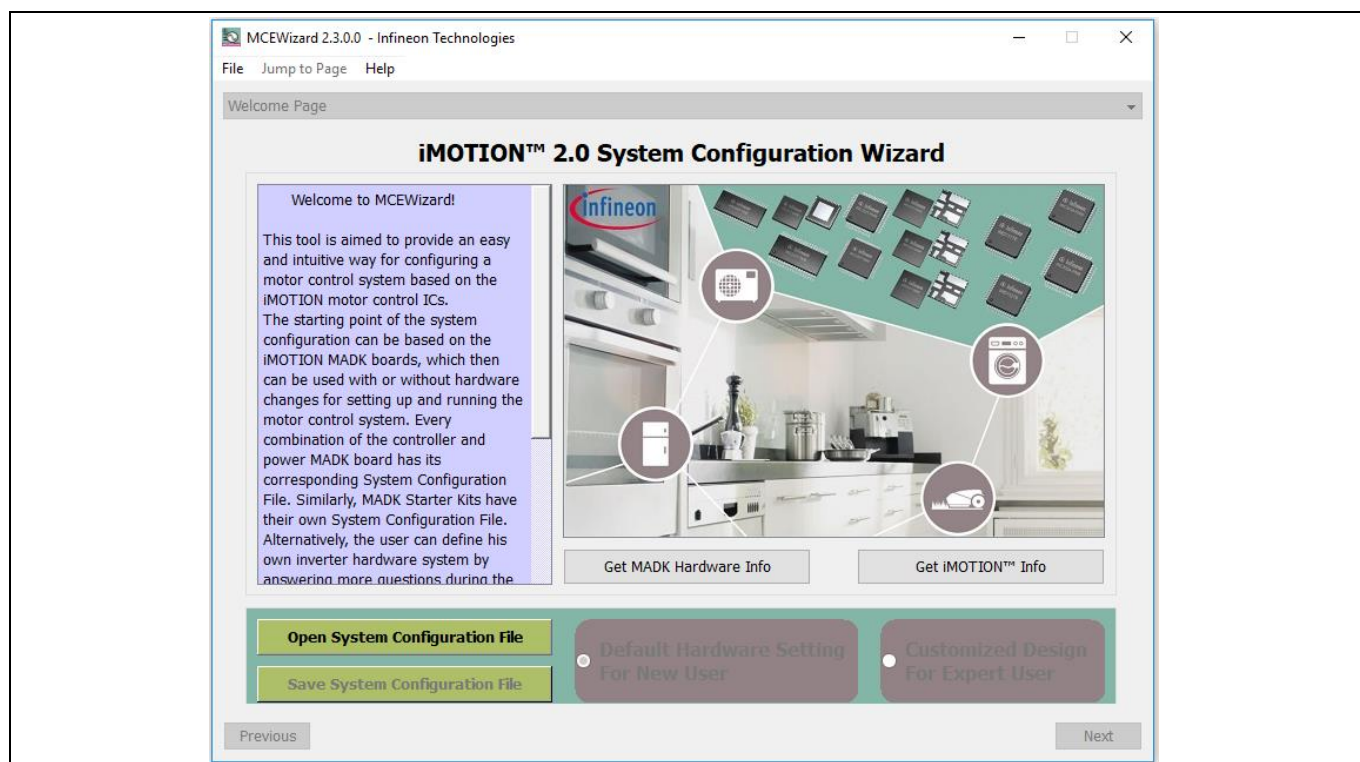 MCEWizard 2.3.0.0 - Infineon Technologies
File Jump to Page Help
Welcome Page
iMOTION™ 2.0 System Configuration Wizard
Welcome to MCEWizard!
This tool is aimed to provide an easy
and intuitive way for configuring a
motor control system based on the
iMOTION motor control ICs.
The starting point of the system
configuration can be based on the
iMOTION MADK boards, which then
can be used with or without hardware
changes for setting up and running the
motor control system. Every
combination of the controller and
power MADK board has its
corresponding System Configuration
File. Similarly, MADK Starter Kits have
their own System Configuration File.
Alternatively, the user can define his
own inverter hardware system by
answering more questions during the
infineon
Get MADK Hardware Info
Get iMOTION™ Info
Open System Configuration File
Save System Configuration File
Default Hardware Setting
For New User
Customized Design
For Expert User
Previous
Next